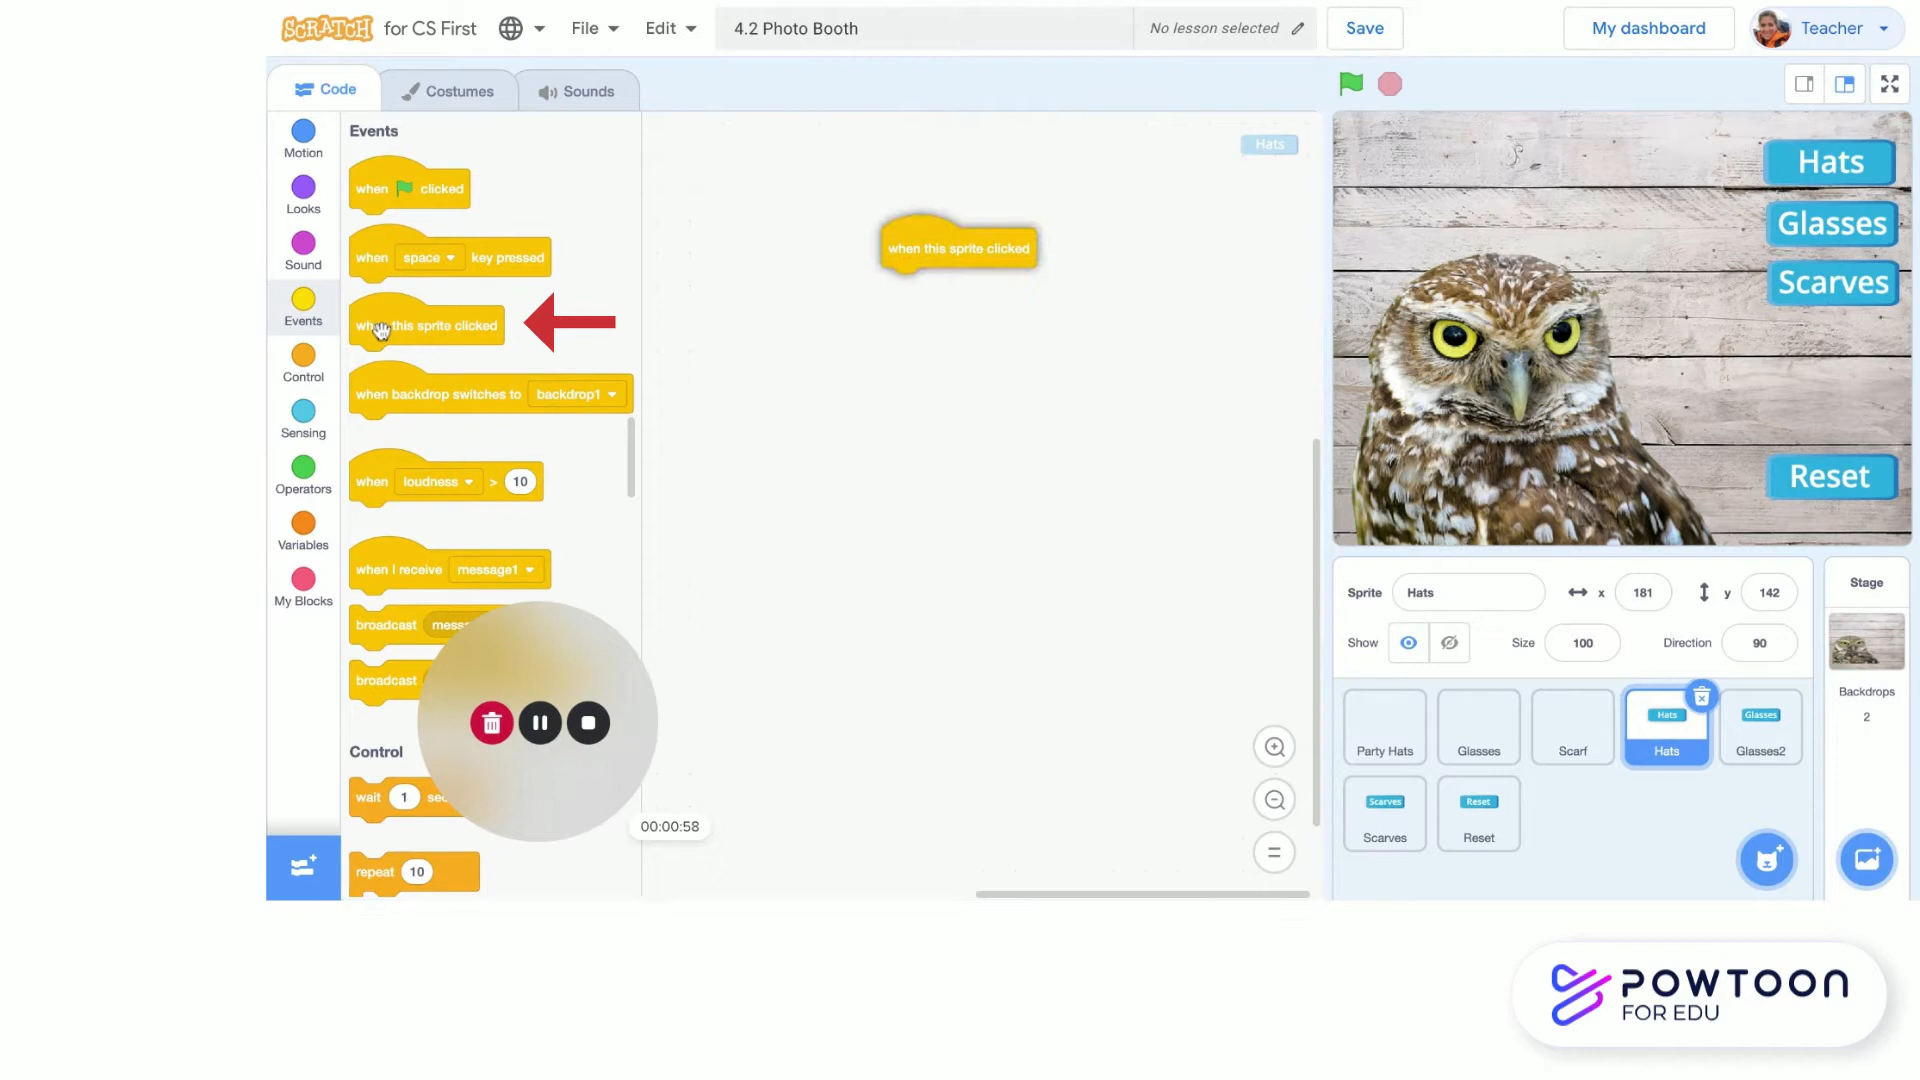 SCRATCH for CS First File Edit 4.2 Photo Booth No lesson selected Save My dashboard Teacher
Code Costumes Sounds
Motion
Looks
Sound
Events
Control
Sensing
Operators
Variables
My Blocks
Events
when clicked
when space key pressed
when this sprite clicked
when backdrop switches to backdrop1
when loudness > 10
when I receive message1
broadcast
broadcast
Control
wait 1
repeat 10
00:00:58
Hats
when this sprite clicked
Hats
Glasses
Scarves
Reset
Sprite Hats x 181 y 142
Show Size 100 Direction 90
Party Hats
Glasses
Scarf
Hats
Hats
Glasses
Glasses2
Scarves
Scarves
Reset
Reset
Stage
Backdrops
2
POWTOON
FOR EDU